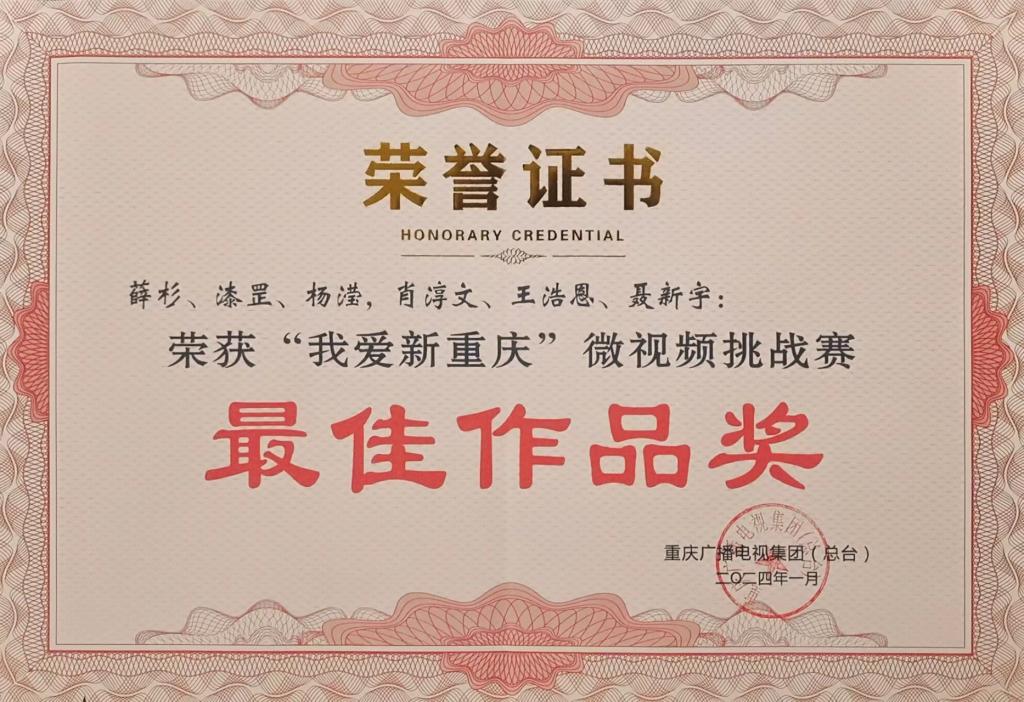 荣誉证书
HONORARY CREDENTIAL
薛杉、漆罡、杨滢，肖淳文、王浩恩、聂新宇：
荣获“我爱新重庆”微视频挑战赛
最佳作品奖
重庆广播电视集团（总台）
二〇二四年一月